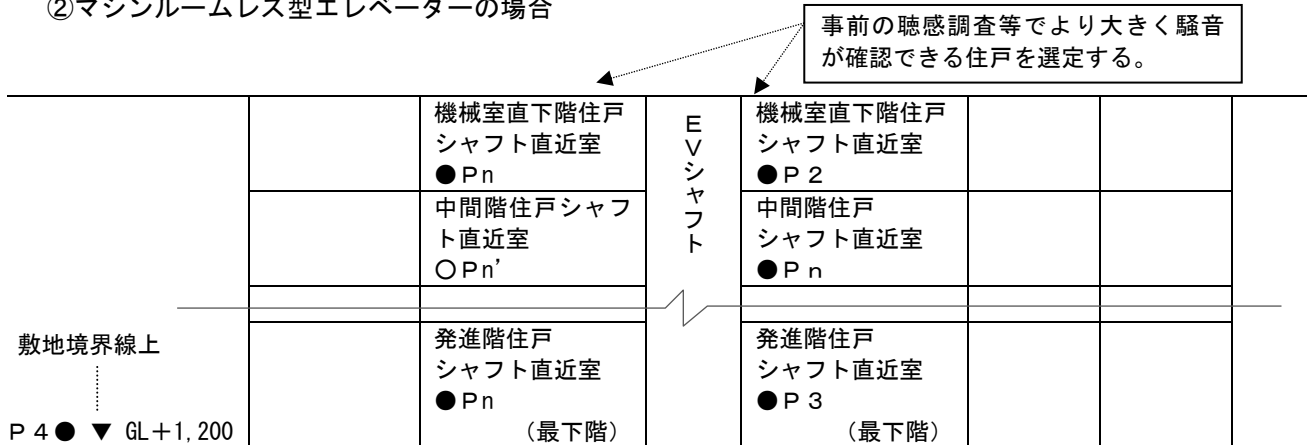 ②マシンルームレス型エレベーターの場合
事前の聴感調査等でより大きく騒音
が確認できる住戸を選定する。
機械室直下階住戸
シャフト直近室
●Pn
EVシャフト
機械室直下階住戸
シャフト直近室
●P2
中間階住戸シャフ
ト直近室
○Pn'
中間階住戸
シャフト直近室
●Pn
敷地境界線上
発進階住戸
シャフト直近室
●Pn
(最下階)
発進階住戸
シャフト直近室
●P3
(最下階)
P4● ▼ GL+1,200